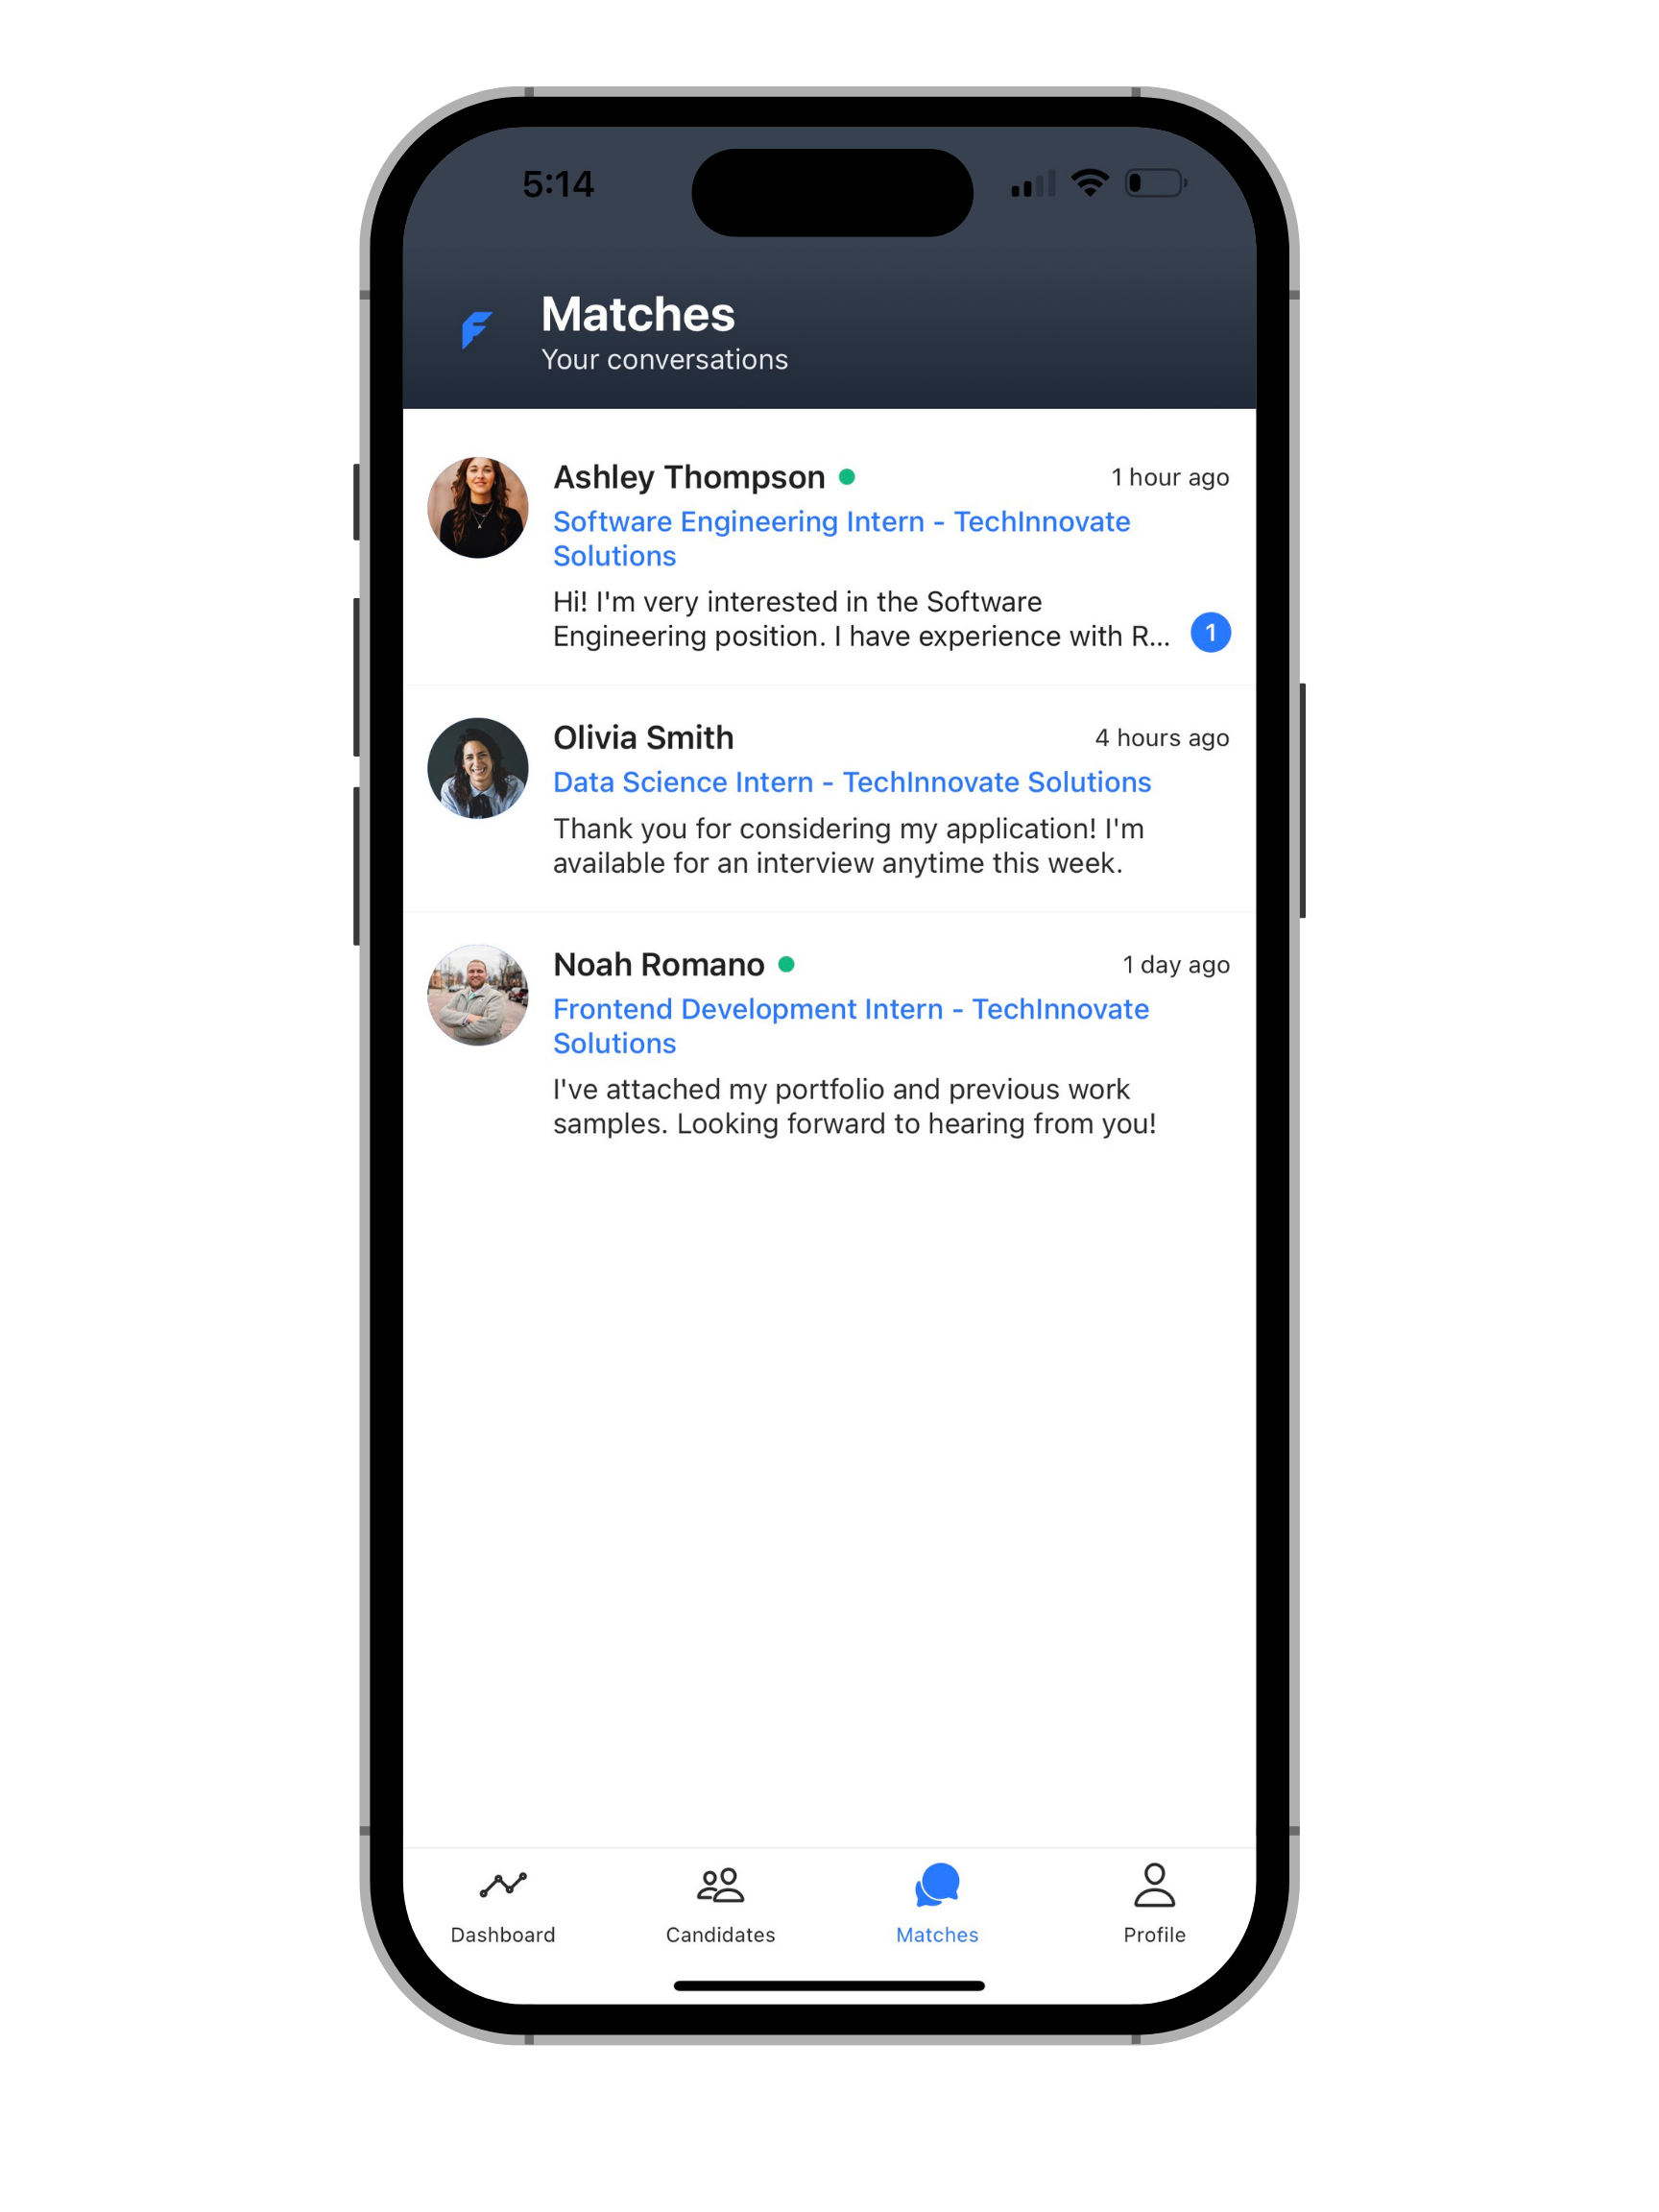 5:14
Matches
Your conversations
Ashley Thompson
1 hour ago
Software Engineering Intern - TechInnovate
Solutions
Hi! I'm very interested in the Software
Engineering position. I have experience with R...
1
Olivia Smith
4 hours ago
Data Science Intern - TechInnovate Solutions
Thank you for considering my application! I'm
available for an interview anytime this week.
Noah Romano
1 day ago
Frontend Development Intern - TechInnovate
Solutions
I've attached my portfolio and previous work
samples. Looking forward to hearing from you!
Dashboard
Candidates
Matches
Profile